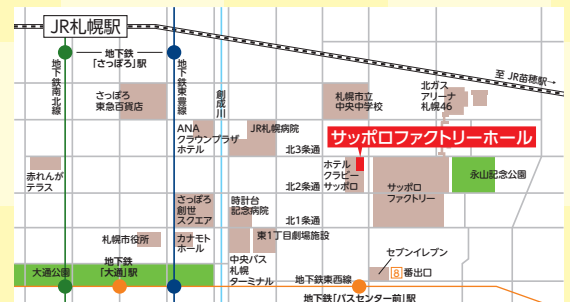 JR札幌駅
地下鉄
「さっぽろ」駅
至 JR苗穂駅→
地下鉄南北線
地下鉄東豊線
創成川
さっぽろ
東急百貨店
札幌市立
中央中学校
北ガス
アリーナ
札幌46
ANA
クラウンプラザ
ホテル
JR札幌病院
サッポロファクトリーホール
北3条通
赤れんが
テラス
ホテル
クラビー
サッポロ
サッポロ
ファクトリー
永山記念公園
北2条通
さっぽろ
創世
スクエア
時計台
記念病院
北1条通
札幌市役所
カナモト
ホール
東1丁目劇場施設
中央バス
札幌
ターミナル
セブンイレブン
8番出口
大通公園
地下鉄
「大通」駅
地下鉄東西線
地下鉄「バスセンター前」駅